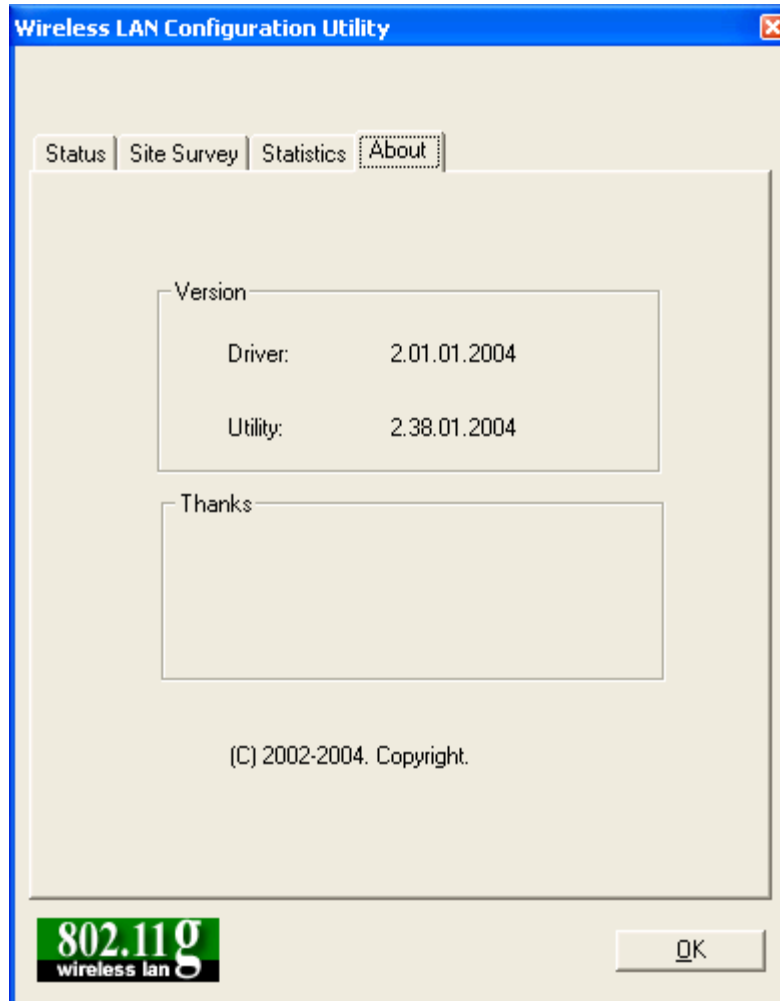 Wireless LAN Configuration Utility
Status Site Survey Statistics About
Version
Driver: 2.01.01.2004
Utility: 2.38.01.2004
Thanks
(C) 2002-2004. Copyright.
802.11g
wireless lan
OK